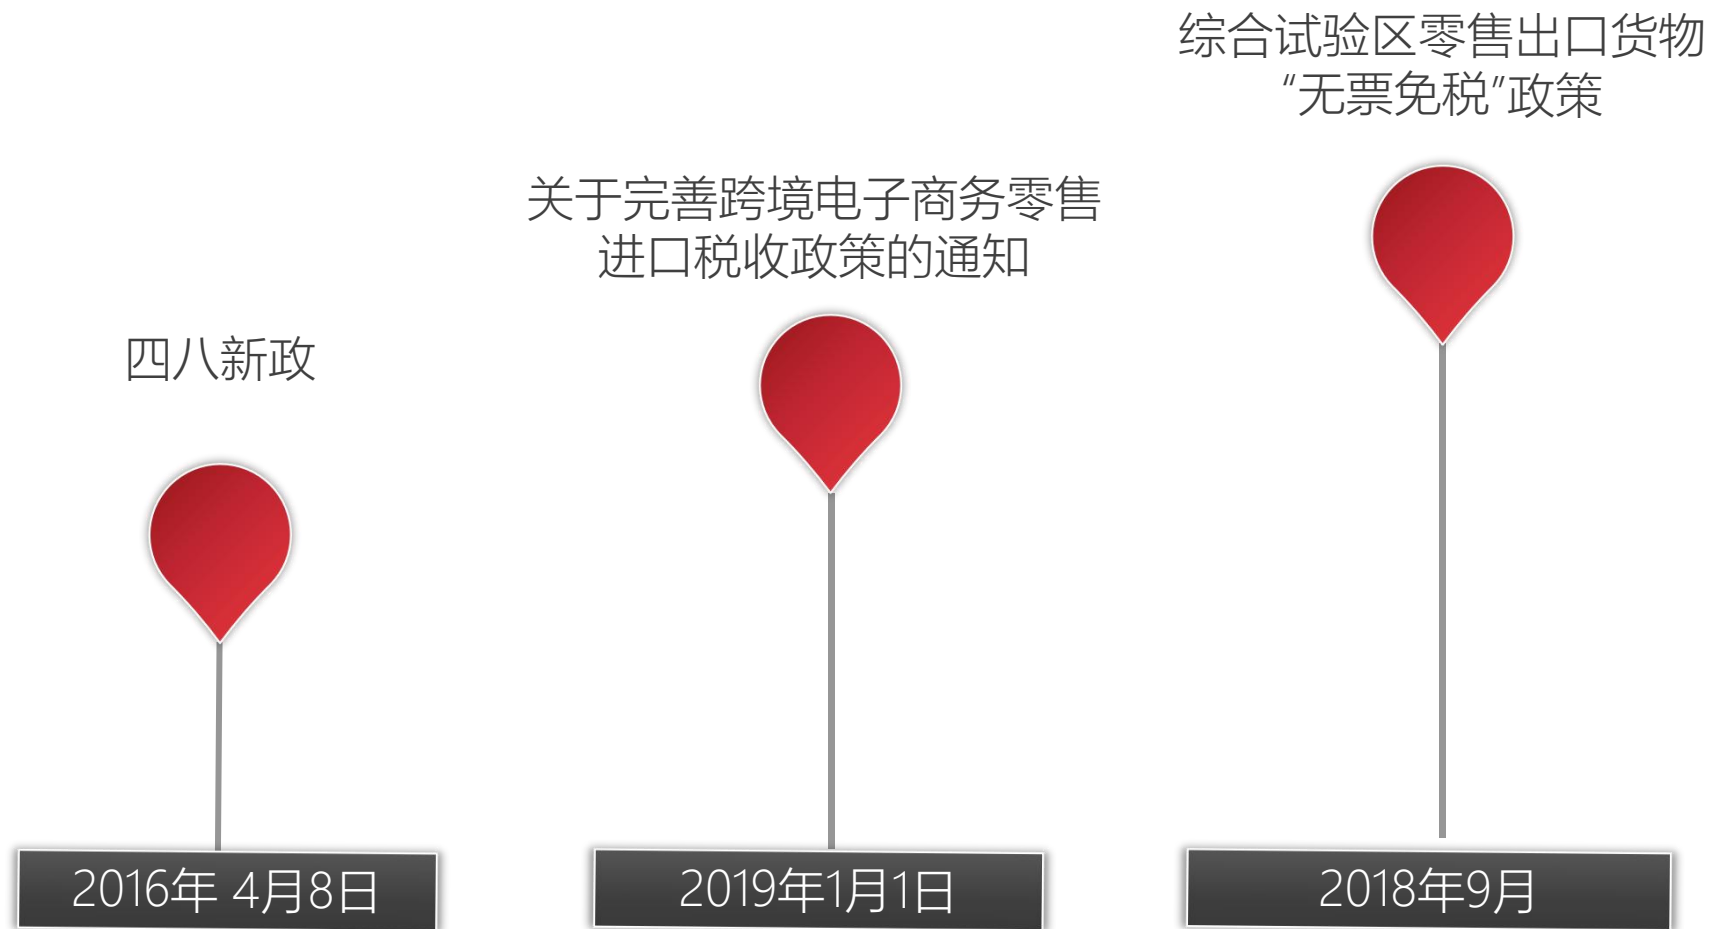 综合试验区零售出口货物
“无票免税”政策
关于完善跨境电子商务零售
进口税收政策的通知
四八新政
2016年 4月8日
2019年1月1日
2018年9月